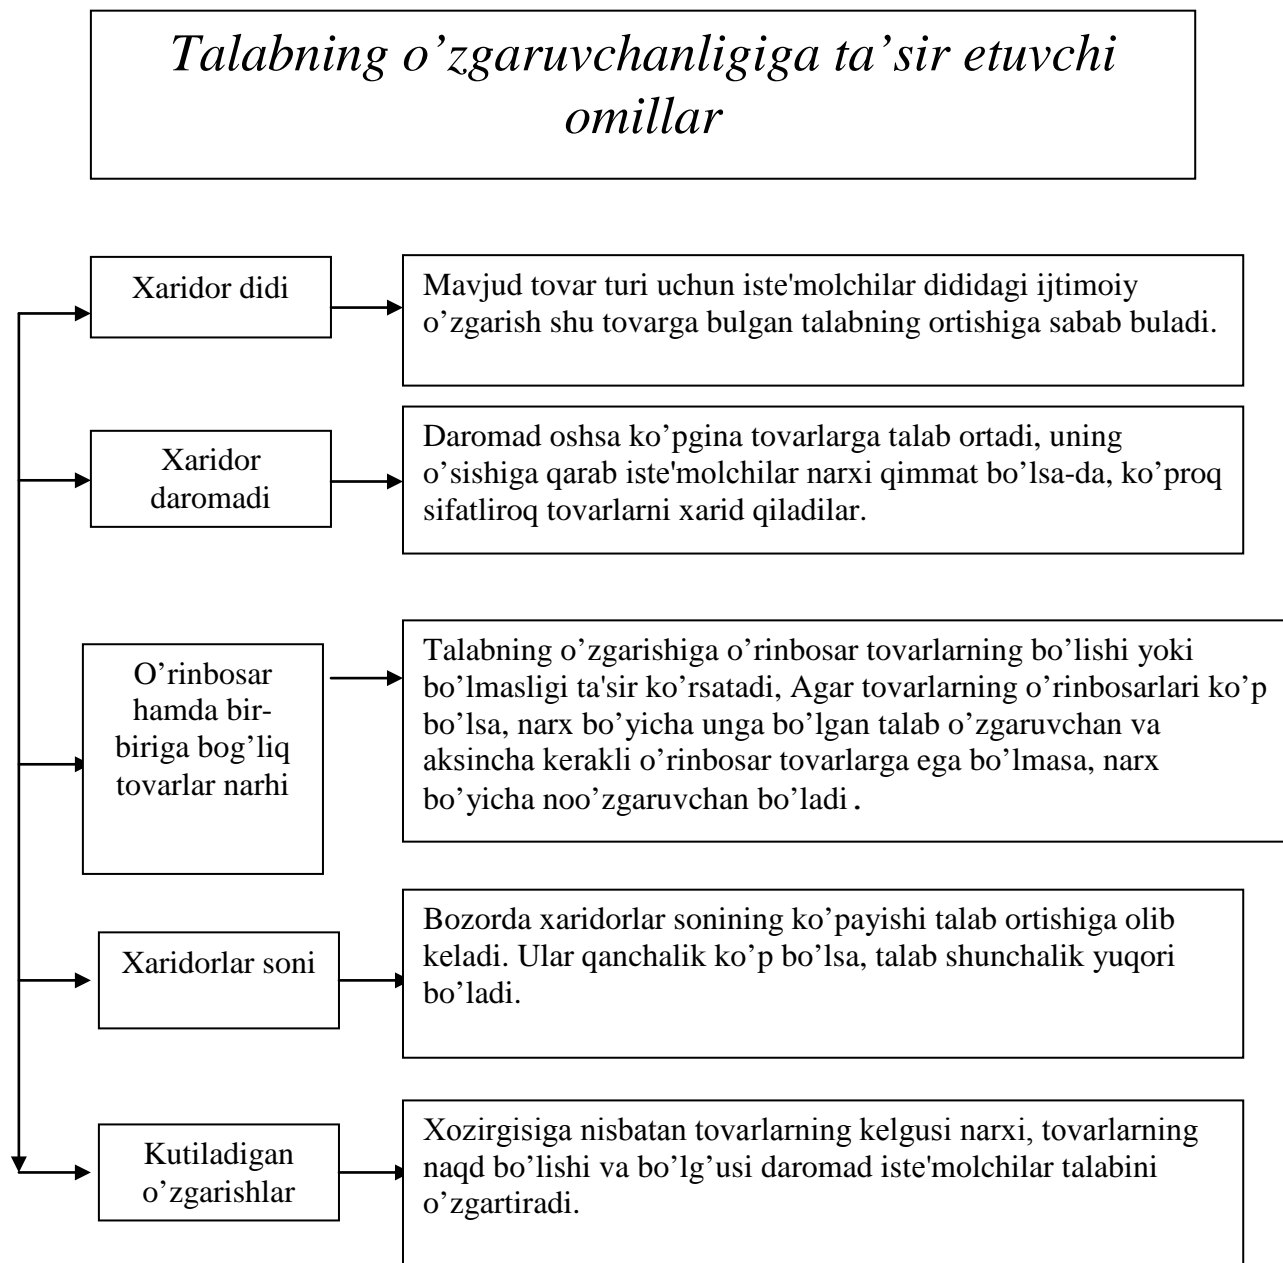 Talabning o’zgaruvchanligiga ta’sir etuvchi
omillar
Xaridor didi
Mavjud tovar turi uchun iste'molchilar dididagi ijtimoiy
o’zgarish shu tovarga bulgan talabning ortishiga sabab buladi.
Xaridor
daromadi
Daromad oshsa ko’pgina tovarlarga talab ortadi, uning
o’sishiga qarab iste'molchilar narxi qimmat bo’lsa-da, ko’proq
sifatliroq tovarlarni xarid qiladilar.
O’rinbosar
hamda bir-
biriga bog’liq
tovarlar narhi
Talabning o’zgarishiga o’rinbosar tovarlarning bo’lishi yoki
bo’lmasligi ta'sir ko’rsatadi, Agar tovarlarning o’rinbosarlari ko’p
bo’lsa, narx bo’yicha unga bo’lgan talab o’zgaruvchan va
aksincha kerakli o’rinbosar tovarlarga ega bo’lmasa, narx
bo’yicha noo’zgaruvchan bo’ladi.
Xaridorlar soni
Bozorda xaridorlar sonining ko’payishi talab ortishiga olib
keladi. Ular qanchalik ko’p bo’lsa, talab shunchalik yuqori
bo’ladi.
Kutiladigan
o’zgarishlar
Xozirgisiga nisbatan tovarlarning kelgusi narxi, tovarlarning
naqd bo’lishi va bo’lg’usi daromad iste'molchilar talabini
o’zgartiradi.